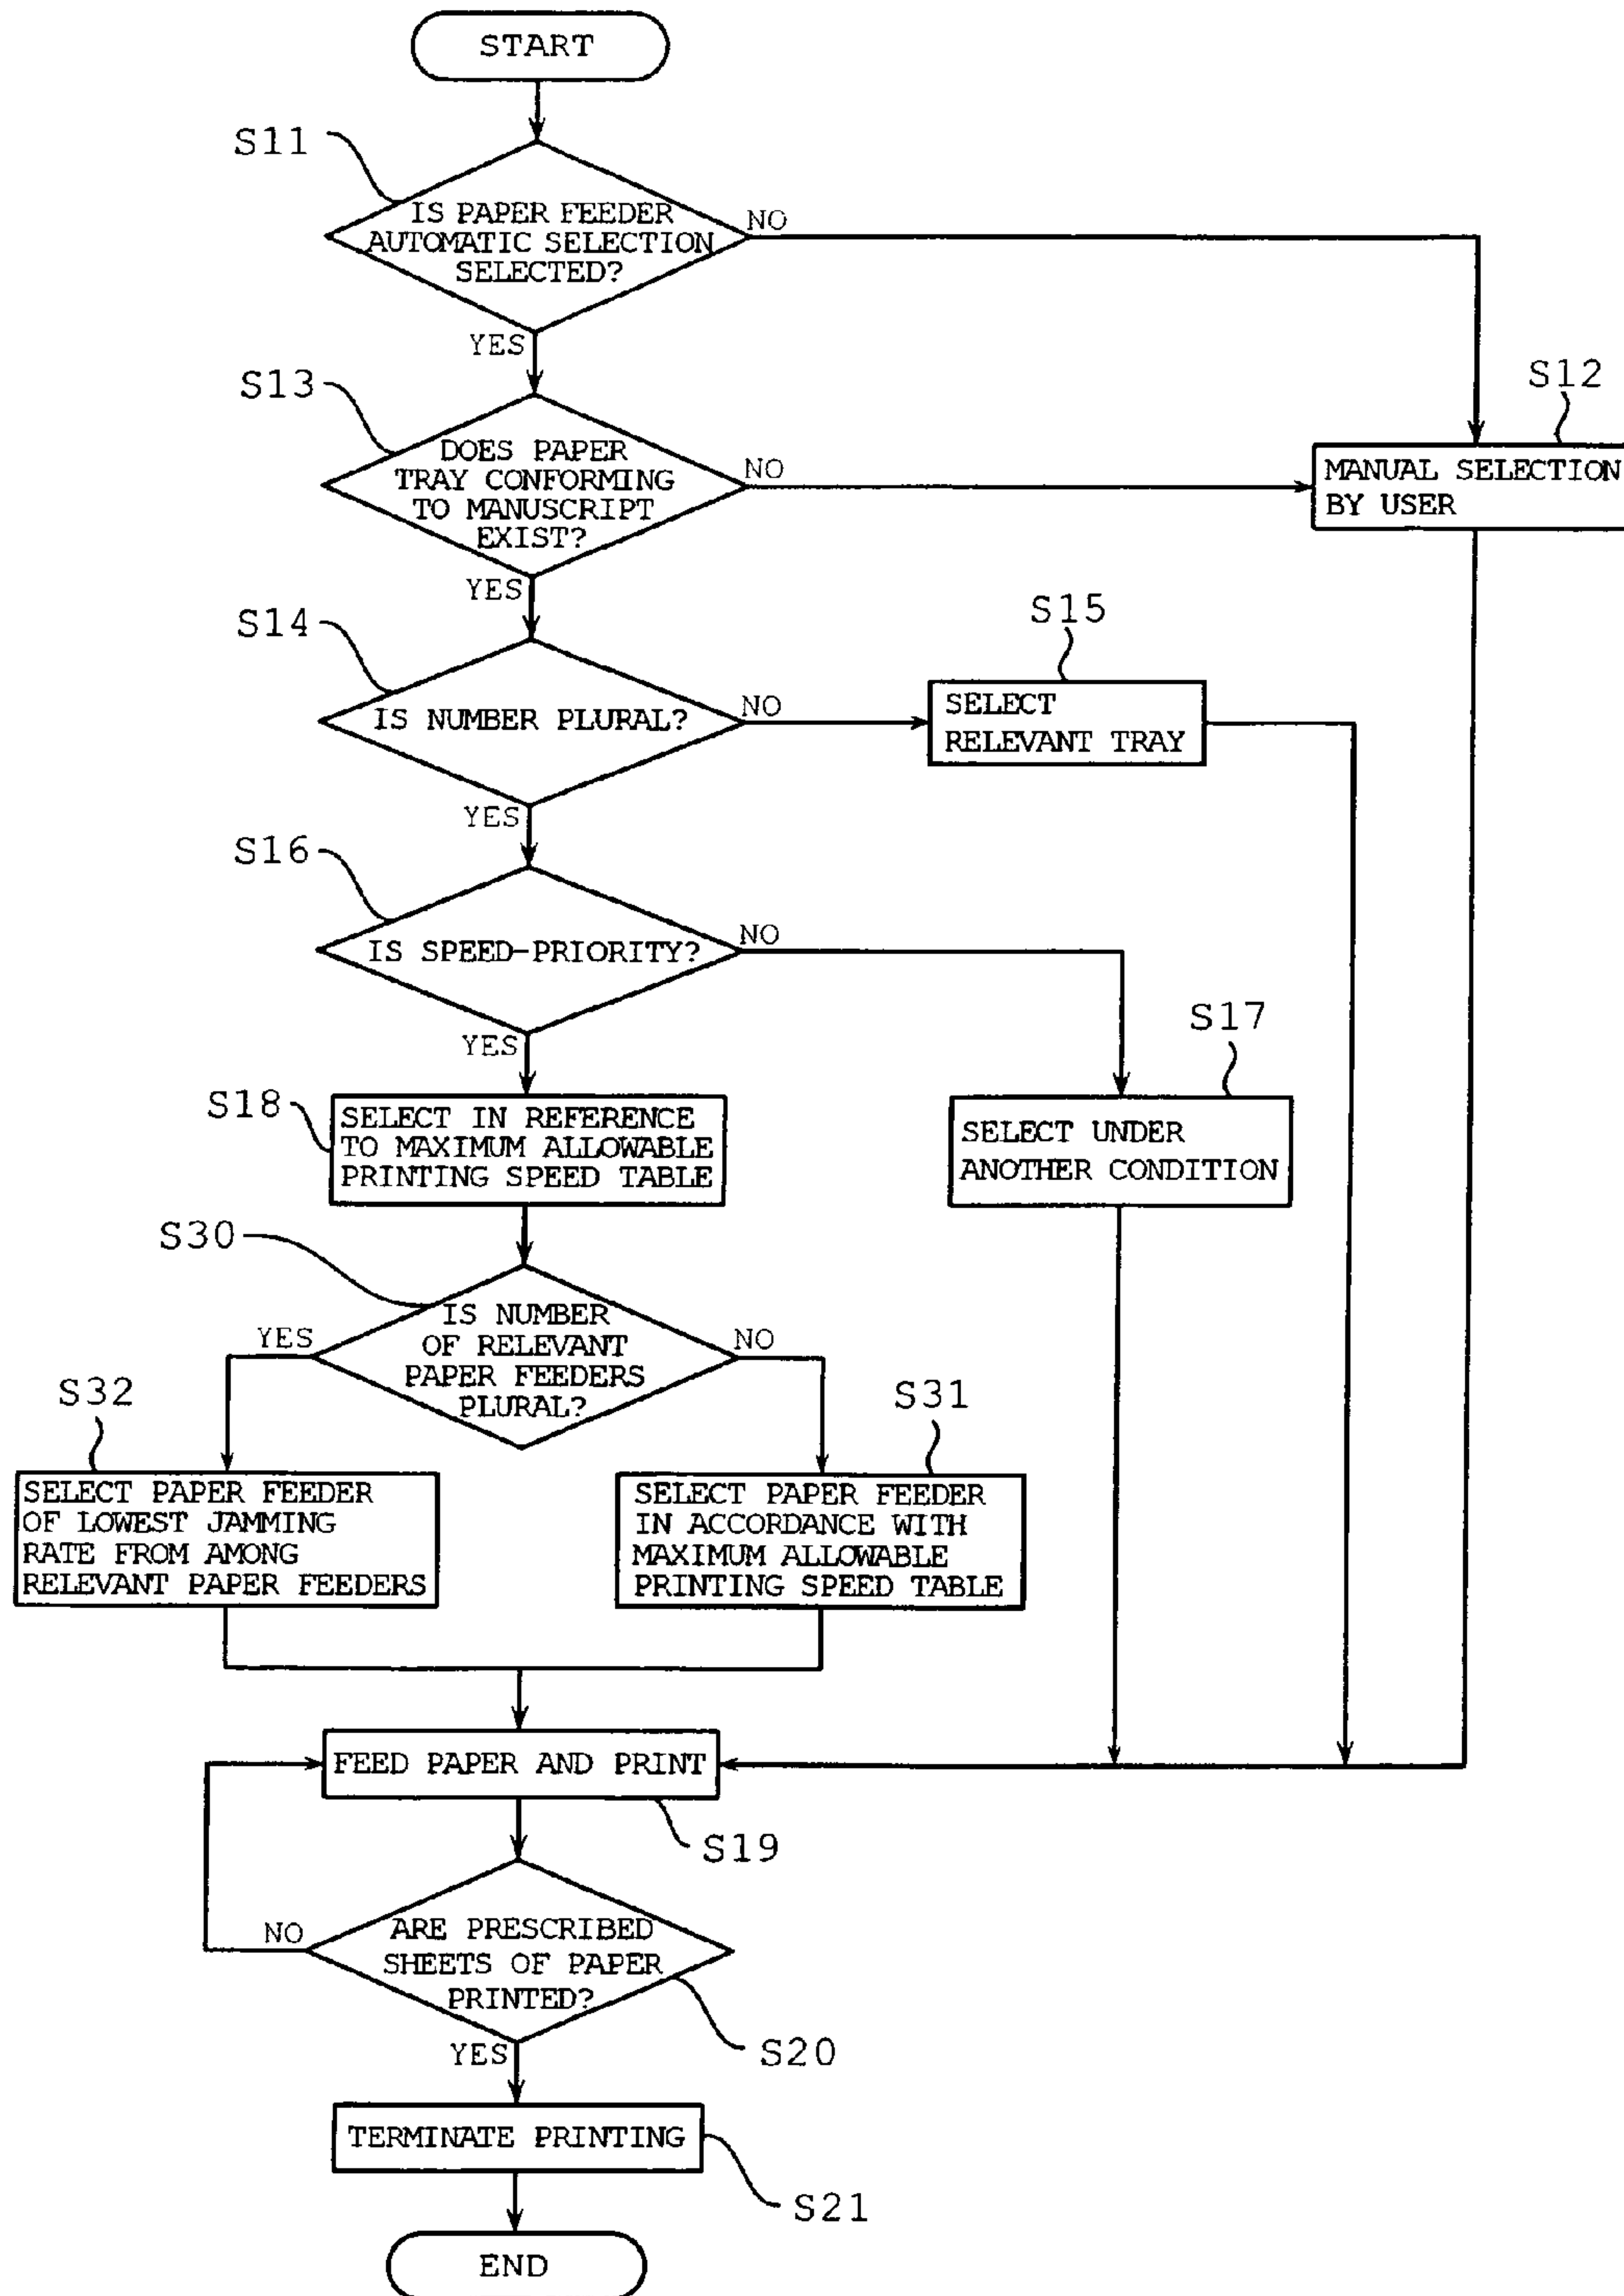 START
S11
IS PAPER FEEDER
AUTOMATIC SELECTION
SELECTED?
NO
YES
S13
DOES PAPER
TRAY CONFORMING
TO MANUSCRIPT
EXIST?
NO
YES
S12
MANUAL SELECTION
BY USER
S14
IS NUMBER PLURAL?
NO
YES
S15
SELECT
RELEVANT TRAY
S16
IS SPEED-PRIORITY?
NO
YES
S17
SELECT UNDER
ANOTHER CONDITION
S18
SELECT IN REFERENCE
TO MAXIMUM ALLOWABLE
PRINTING SPEED TABLE
S30
IS NUMBER
OF RELEVANT
PAPER FEEDERS
PLURAL?
YES
NO
S32
SELECT PAPER FEEDER
OF LOWEST JAMMING
RATE FROM AMONG
RELEVANT PAPER FEEDERS
S31
SELECT PAPER FEEDER
IN ACCORDANCE WITH
MAXIMUM ALLOWABLE
PRINTING SPEED TABLE
FEED PAPER AND PRINT
S19
ARE PRESCRIBED
SHEETS OF PAPER
PRINTED?
NO
YES
S20
TERMINATE PRINTING
S21
END